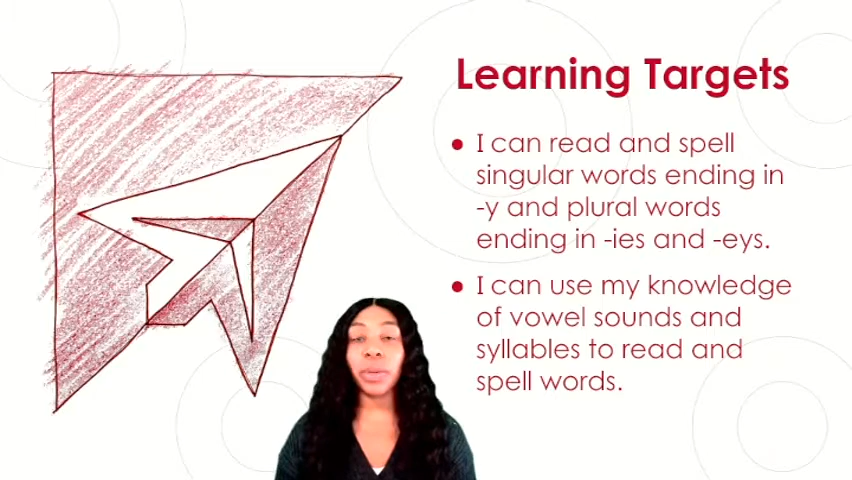 Learning Targets
● I can read and spell
singular words ending in
-y and plural words
ending in -ies and -eys.
● I can use my knowledge
of vowel sounds and
syllables to read and
spell words.